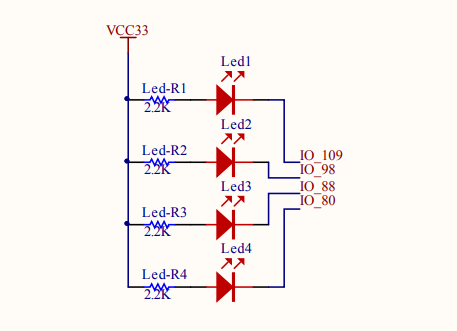 VCC33
Led1
Led-R1
2.2K
Led2
Led-R2
2.2K
IO_109
IO_98
Led3
IO_88
IO_80
Led-R3
2.2K
Led4
Led-R4
2.2K